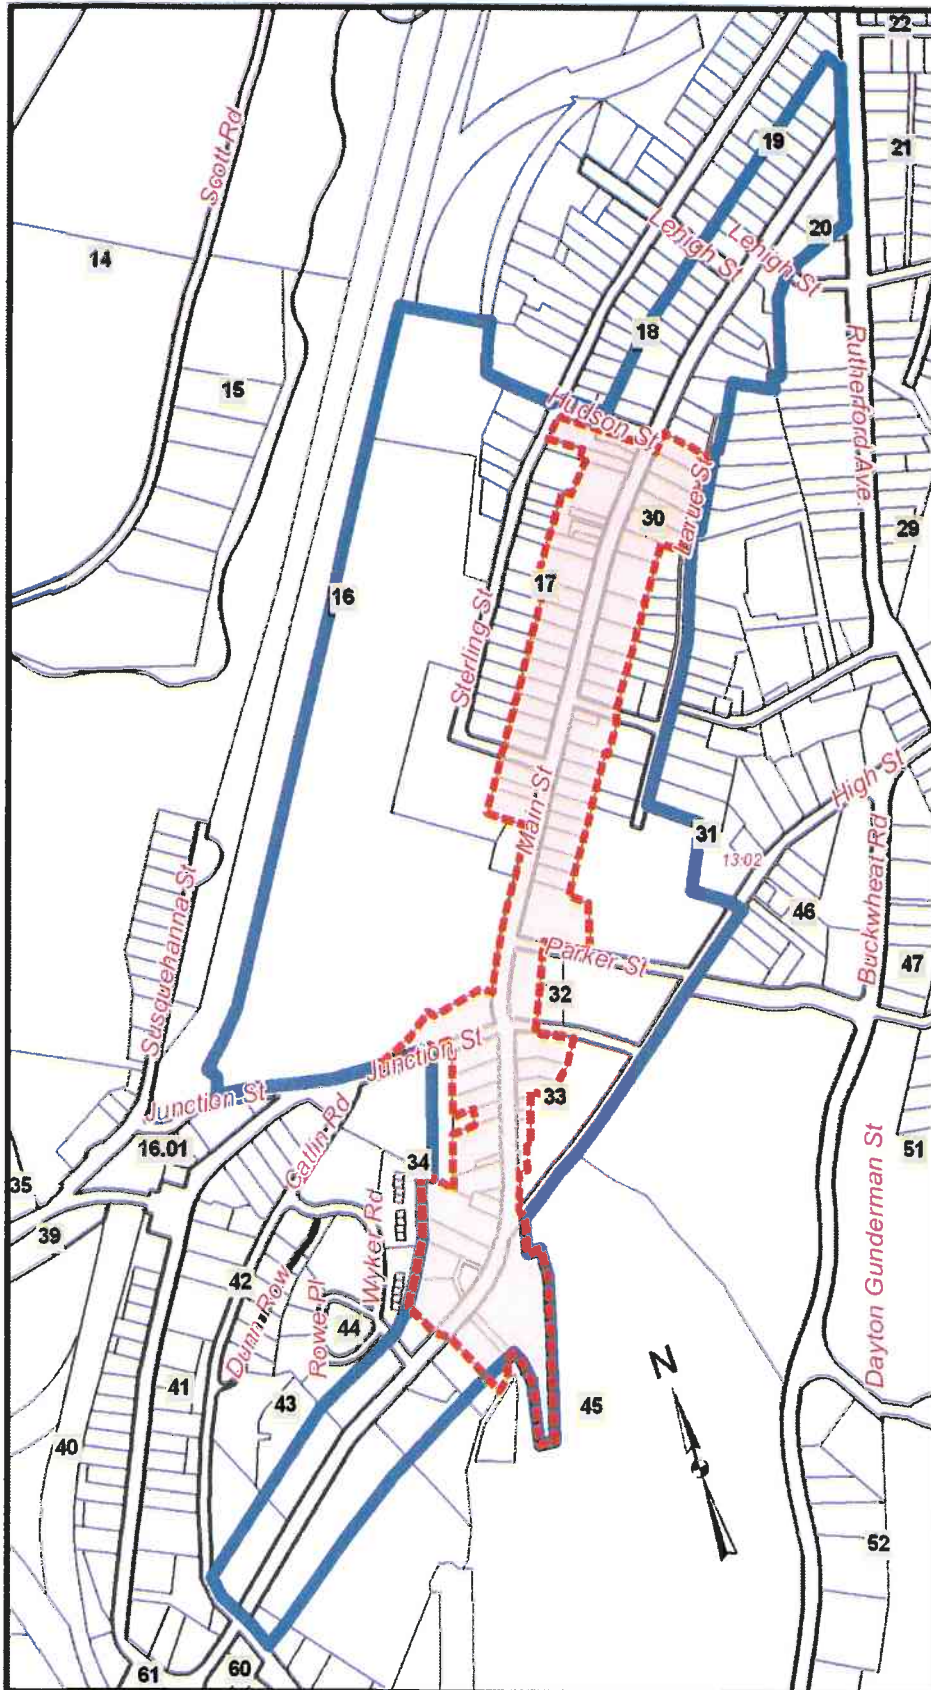 22
Scott Rd
19
21
14
Lehigh St
Lehigh St
20
18
Rutherford Ave
15
Hudson St
Larue S
30
29
17
16
Sterling St
High St
Main St
31
13.02
Buckwheat Rd
46
Susquehanna St
Parker St
47
32
Junction St
Junction St
33
Catlin Rd
16.01
34
51
35
Wyker Rd
39
Dayton Gunderman St
42
Dunn Row
Rowe Pl
44
N
41
43
45
40
52
61
60